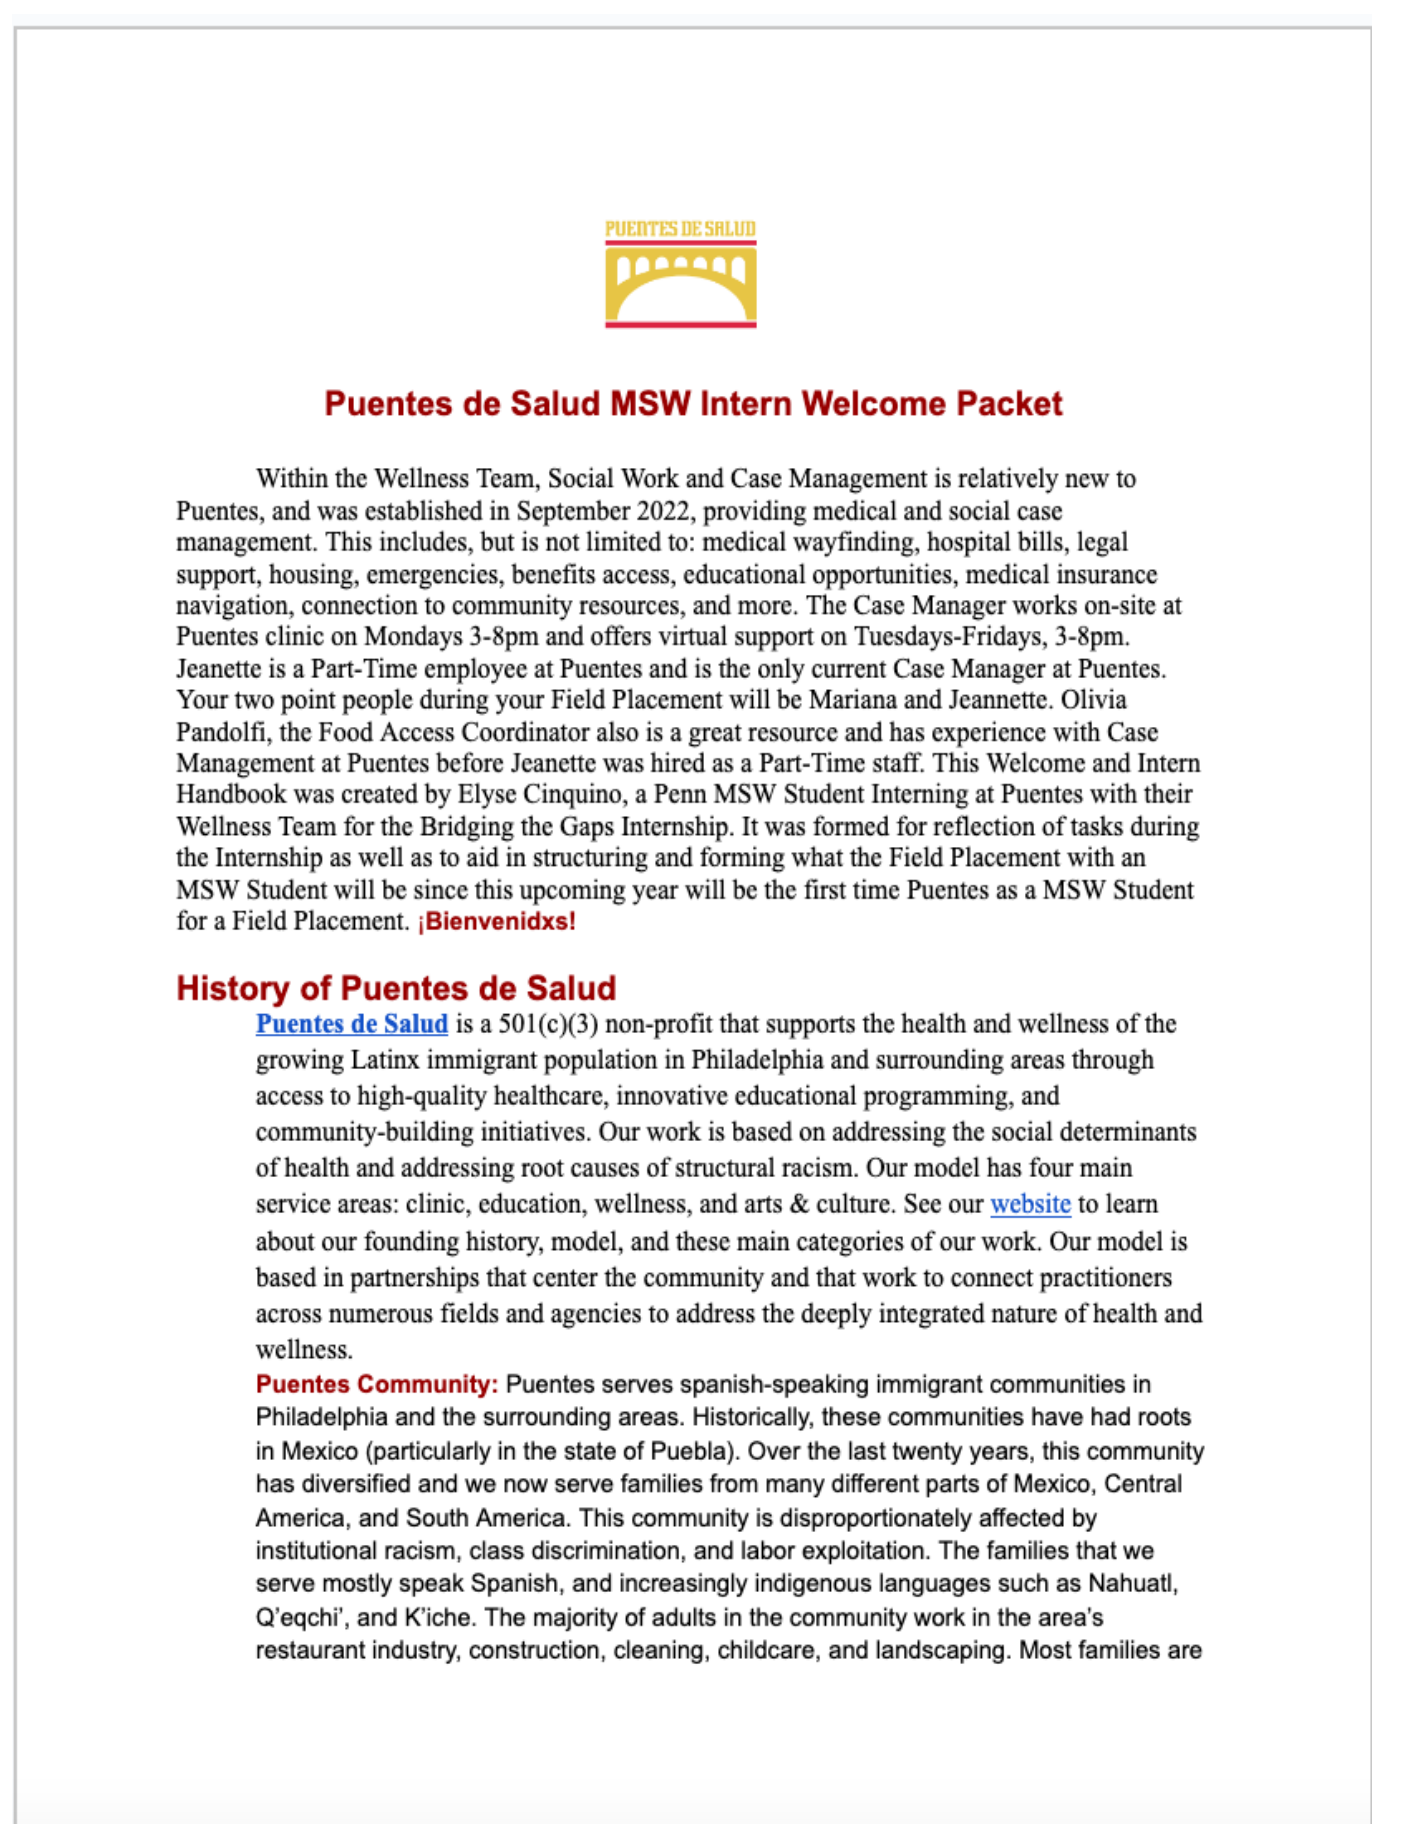 PUENTES DE SALUD
Puentes de Salud MSW Intern Welcome Packet
Within the Wellness Team, Social Work and Case Management is relatively new to
Puentes, and was established in September 2022, providing medical and social case
management. This includes, but is not limited to: medical wayfinding, hospital bills, legal
support, housing, emergencies, benefits access, educational opportunities, medical insurance
navigation, connection to community resources, and more. The Case Manager works on-site at
Puentes clinic on Mondays 3-8pm and offers virtual support on Tuesdays-Fridays, 3-8pm.
Jeanette is a Part-Time employee at Puentes and is the only current Case Manager at Puentes.
Your two point people during your Field Placement will be Mariana and Jeannette. Olivia
Pandolfi, the Food Access Coordinator also is a great resource and has experience with Case
Management at Puentes before Jeanette was hired as a Part-Time staff. This Welcome and Intern
Handbook was created by Elyse Cinquino, a Penn MSW Student Interning at Puentes with their
Wellness Team for the Bridging the Gaps Internship. It was formed for reflection of tasks during
the Internship as well as to aid in structuring and forming what the Field Placement with an
MSW Student will be since this upcoming year will be the first time Puentes as a MSW Student
for a Field Placement. ¡Bienvenidxs!
History of Puentes de Salud
Puentes de Salud is a 501(c)(3) non-profit that supports the health and wellness of the
growing Latinx immigrant population in Philadelphia and surrounding areas through
access to high-quality healthcare, innovative educational programming, and
community-building initiatives. Our work is based on addressing the social determinants
of health and addressing root causes of structural racism. Our model has four main
service areas: clinic, education, wellness, and arts & culture. See our website to learn
about our founding history, model, and these main categories of our work. Our model is
based in partnerships that center the community and that work to connect practitioners
across numerous fields and agencies to address the deeply integrated nature of health and
wellness.
Puentes Community: Puentes serves spanish-speaking immigrant communities in
Philadelphia and the surrounding areas. Historically, these communities have had roots
in Mexico (particularly in the state of Puebla). Over the last twenty years, this community
has diversified and we now serve families from many different parts of Mexico, Central
America, and South America. This community is disproportionately affected by
institutional racism, class discrimination, and labor exploitation. The families that we
serve mostly speak Spanish, and increasingly indigenous languages such as Nahuatl,
Q’eqchi’, and K’iche. The majority of adults in the community work in the area’s
restaurant industry, construction, cleaning, childcare, and landscaping. Most families are